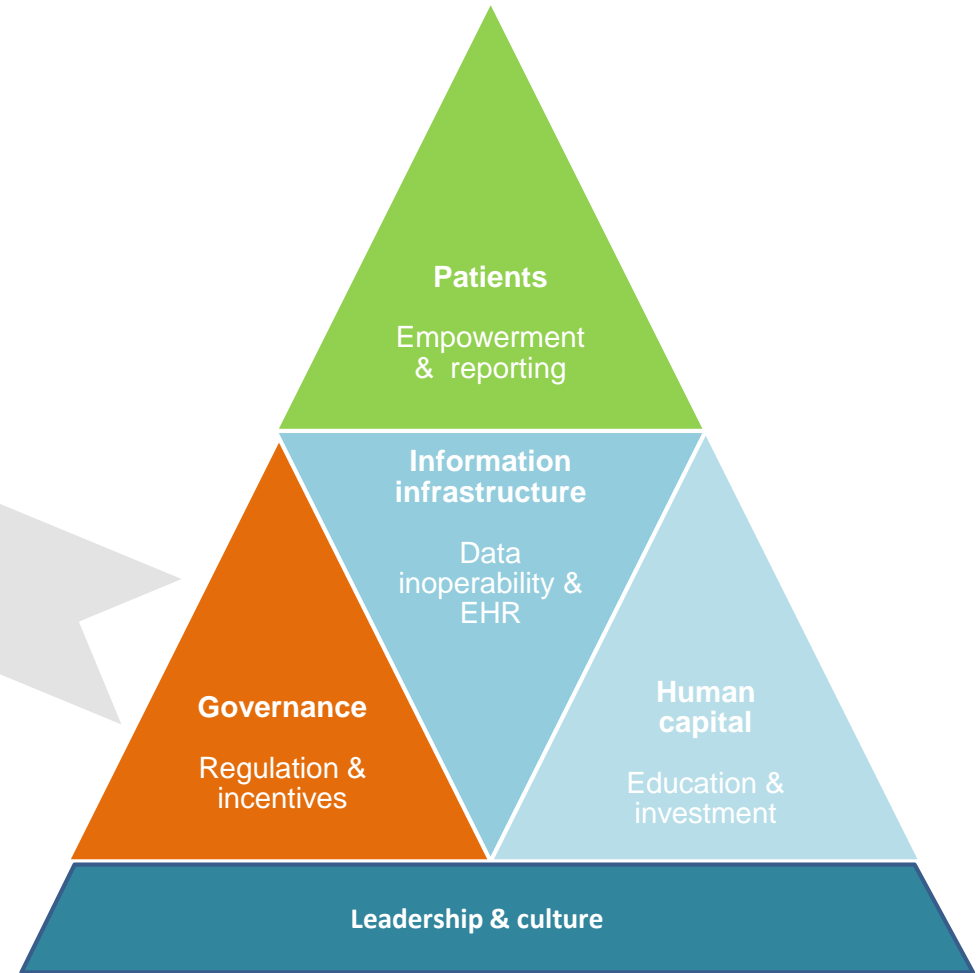 Patients
Empowerment
& reporting
Information
infrastructure
Data
inoperability &
EHR
Governance
Regulation &
incentives
Human
capital
Education &
investment
Leadership & culture